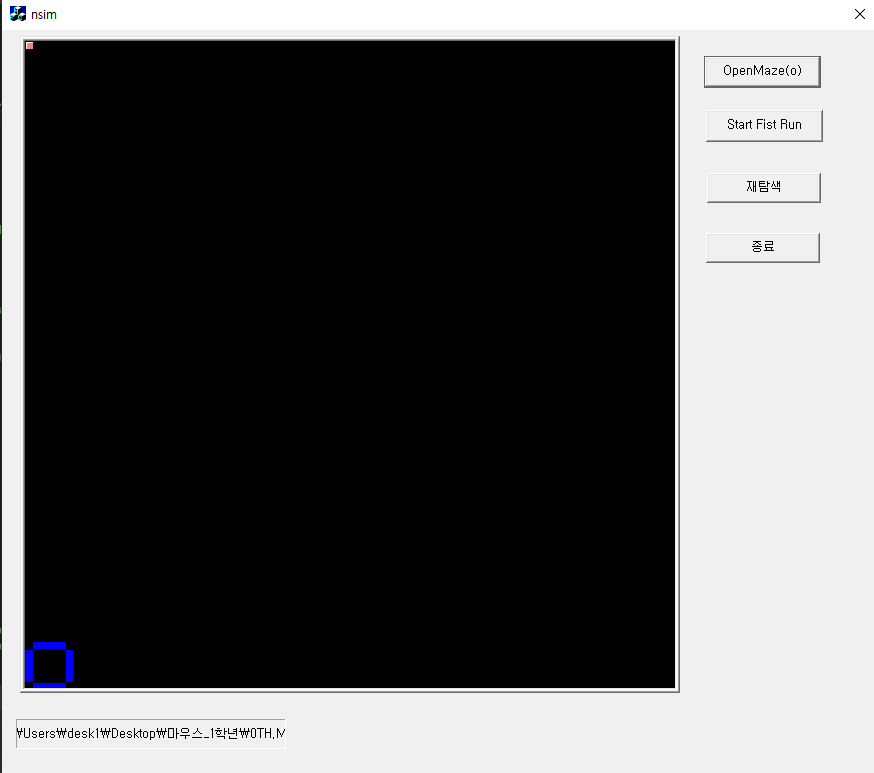 nsim
OpenMaze(o)
Start Fist Run
재탐색
종료
₩Users₩desk1₩Desktop₩마우스_1학년₩0TH.M